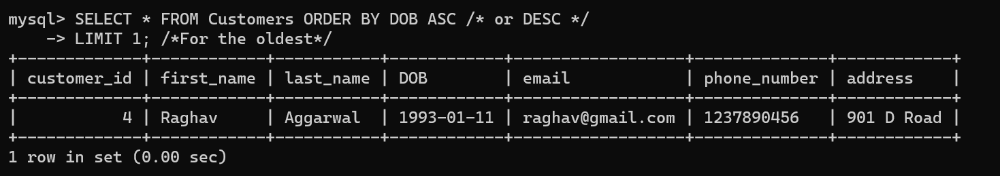 mysql> SELECT * FROM Customers ORDER BY DOB ASC /* or DESC */
    -> LIMIT 1; /*For the oldest*/
+-------------+------------+-----------+------------+------------------+--------------+------------+
| customer_id | first_name | last_name | DOB        | email            | phone_number | address    |
+-------------+------------+-----------+------------+------------------+--------------+------------+
|           4 | Raghav     | Aggarwal  | 1993-01-11 | raghav@gmail.com | 1237890456   | 901 D Road |
+-------------+------------+-----------+------------+------------------+--------------+------------+
1 row in set (0.00 sec)